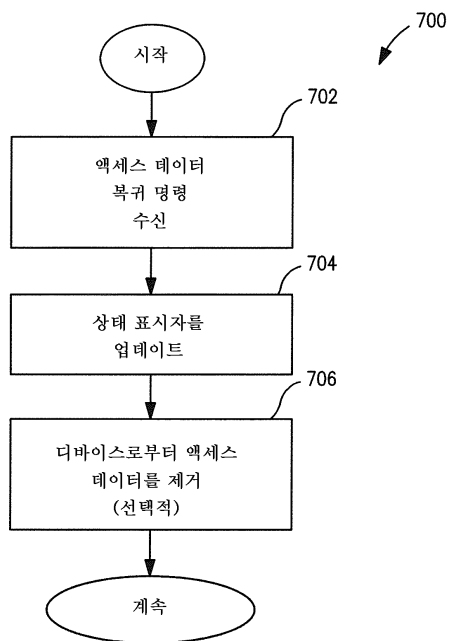 700
시작
702
액세스 데이터
복귀 명령
수신
704
상태 표시자를
업데이트
706
디바이스로부터 액세스
데이터를 제거
(선택적)
계속